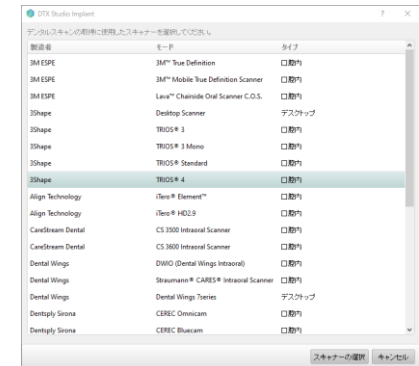 DTX Studio Implant
デンタルスキャンの取得に使用したスキャナーを選択してください。
製造者 モード タイプ
3M ESPE 3M™ True Definition 口腔内
3M ESPE 3M™ Mobile True Definition Scanner 口腔内
3M ESPE Lava™ Chairside Oral Scanner C.O.S. 口腔内
3Shape Desktop Scanner デスクトップ
3Shape TRIOS® 3 口腔内
3Shape TRIOS® 3 Mono 口腔内
3Shape TRIOS® Standard 口腔内
3Shape TRIOS® 4 口腔内
Align Technology iTero® Element™ 口腔内
Align Technology iTero® HD2.9 口腔内
CareStream Dental CS 3500 Intraoral Scanner 口腔内
CareStream Dental CS 3600 Intraoral Scanner 口腔内
Dental Wings DWIO (Dental Wings Intraoral) 口腔内
Dental Wings Straumann® CARES® Intraoral Scanner 口腔内
Dental Wings Dental Wings 7series デスクトップ
Dentsply Sirona CEREC Omnicam 口腔内
Dentsply Sirona CEREC Bluecam 口腔内
スキャナーの選択 キャンセル